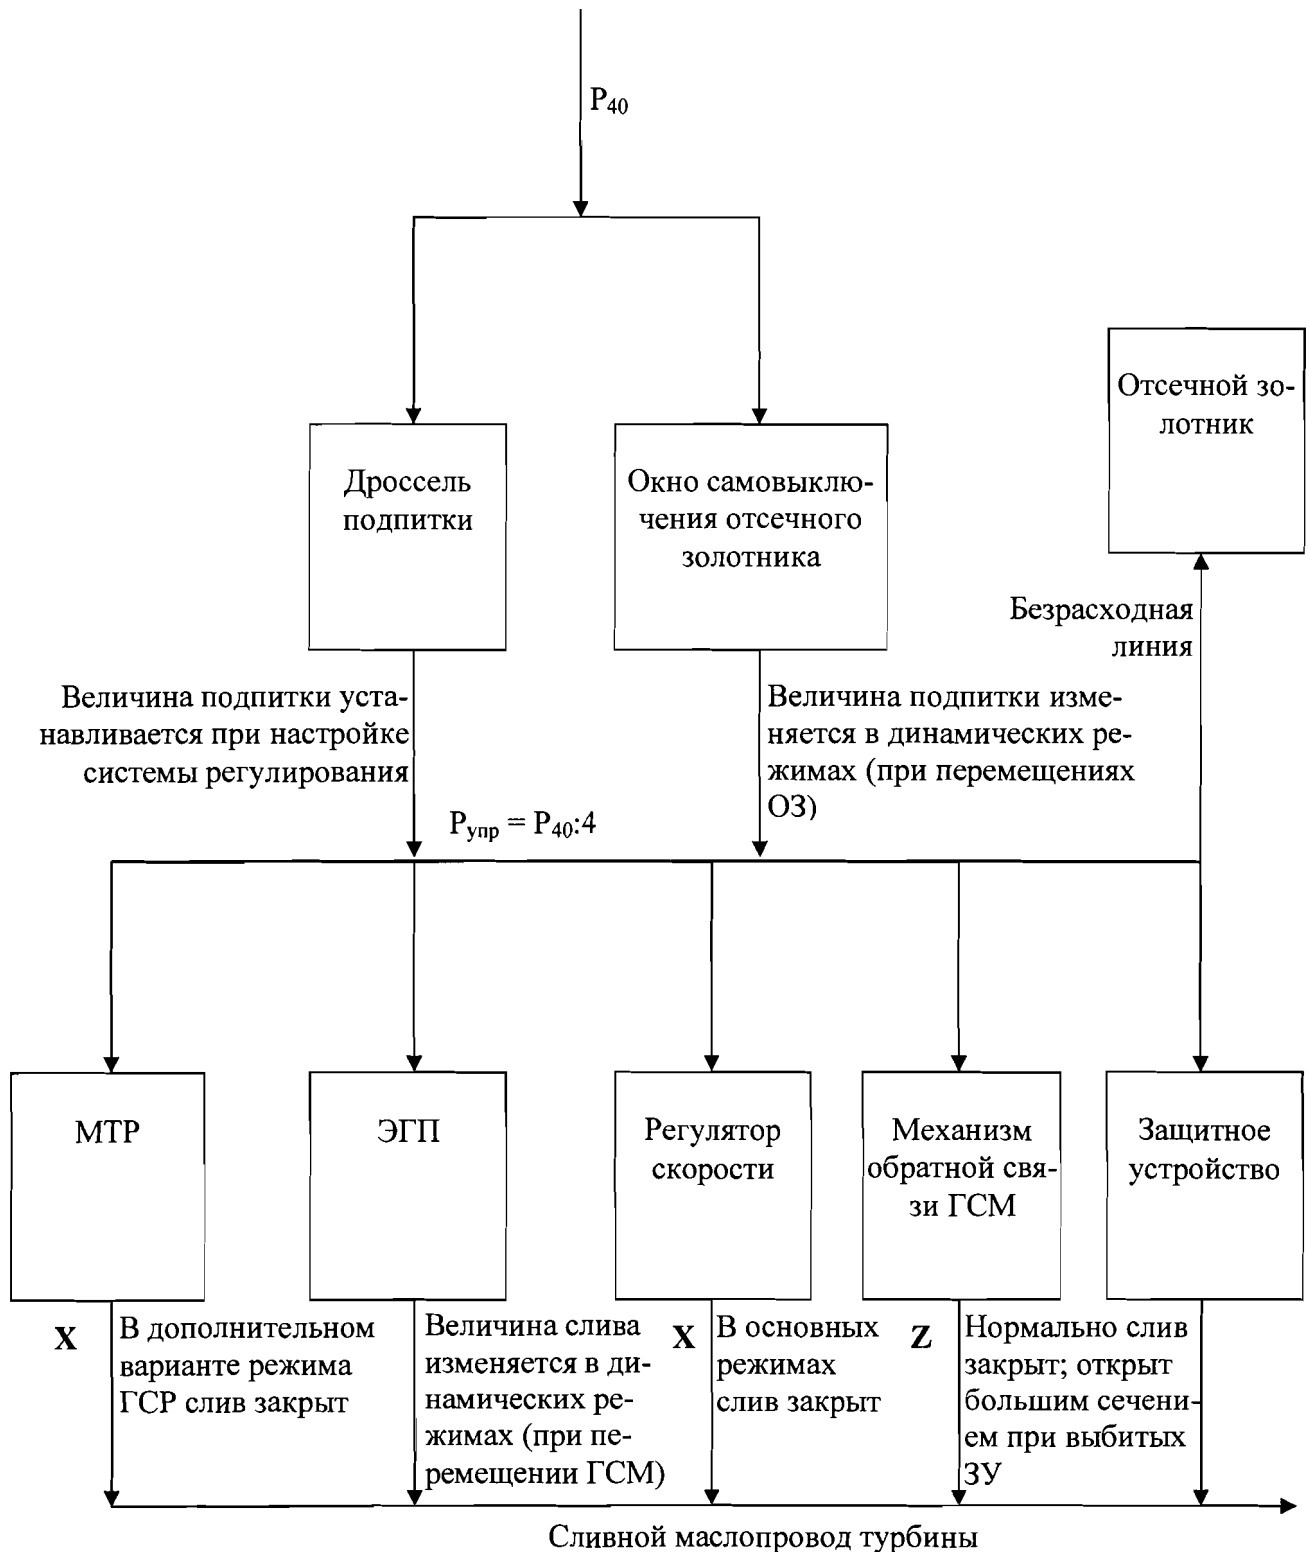 P40
Отсечной зо-
лотник
Дроссель
подпитки
Окно самовыклю-
чения отсечного
золотника
Безрасходная
линия
Величина подпитки уста-
навливается при настройке
системы регулирования
Величина подпитки изме-
няется в динамических ре-
жимах (при перемещениях
ОЗ)
Pупр = P40:4
МТР
ЭГП
Регулятор
скорости
Механизм
обратной свя-
зи ГСМ
Защитное
устройство
X
В дополнительном
варианте режима
ГСР слив закрыт
Величина слива
изменяется в ди-
намических ре-
жимах (при пе-
ремещении ГСМ)
X
В основных
режимах
слив закрыт
Z
Нормально слив
закрыт; открыт
большим сечени-
ем при выбитых
ЗУ
Сливной маслопровод турбины